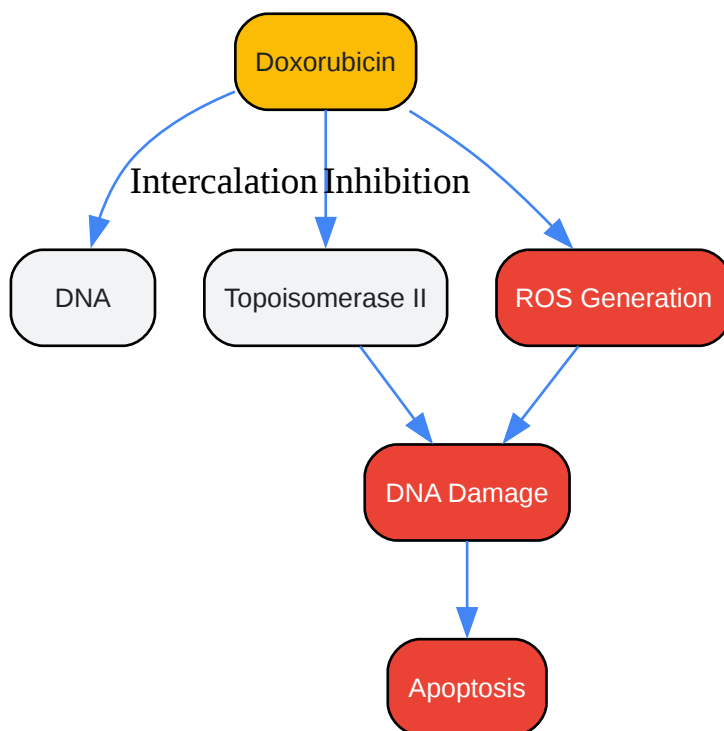 Doxorubicin
Intercalation Inhibition
DNA
Topoisomerase II
ROS Generation
DNA Damage
Apoptosis